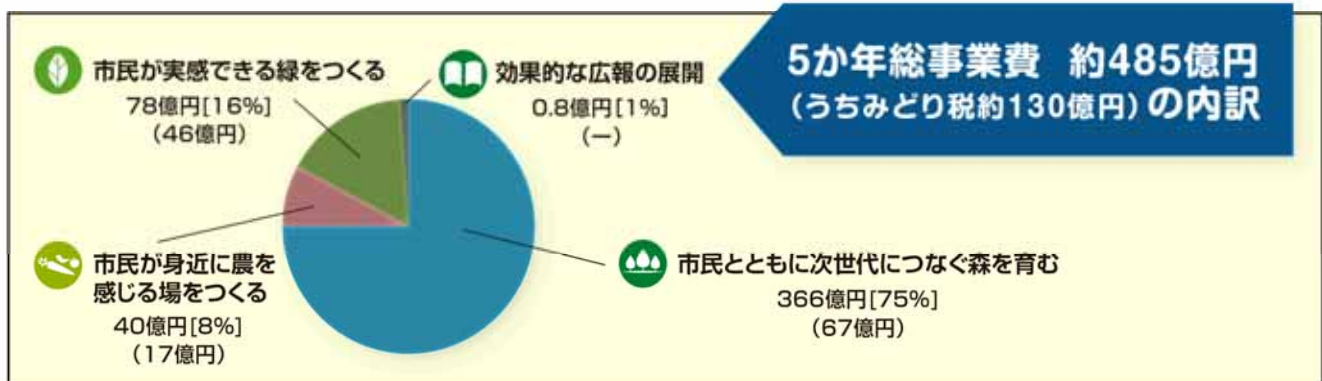 5か年総事業費 約485億円
(うちみどり税約130億円)の内訳
市民が実感できる緑をつくる
78億円[16%]
(46億円)
効果的な広報の展開
0.8億円[1%]
(ー)
市民が身近に農を
感じる場をつくる
40億円[8%]
(17億円)
市民とともに次世代につなぐ森を育む
366億円[75%]
(67億円)